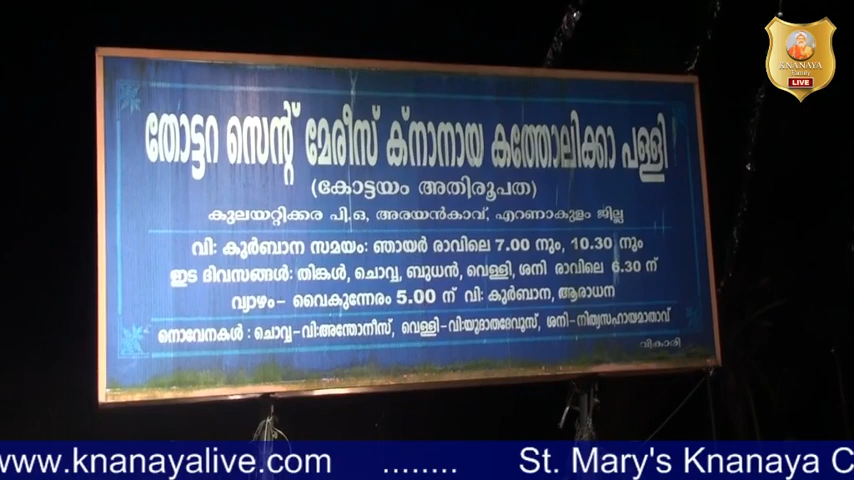 KNANAYA
Family
LIVE
തോട്ടറ സെന്റ് മേരീസ് ക്നാനായ കത്തോലിക്കാ പള്ളി
(കോട്ടയം അതിരൂപത)
കുലയറ്റിക്കര പി.ഒ, അരയൻകാവ്, എറണാകുളം ജില്ല
വി: കുർബാന സമയം: ഞായർ രാവിലെ 7.00 നും, 10.30 നും
ഇട ദിവസങ്ങൾ: തിങ്കൾ, ചൊവ്വ, ബുധൻ, വെള്ളി, ശനി രാവിലെ 6.30 ന്
വ്യാഴം- വൈകുന്നേരം 5.00 ന് വി: കുർബാന, ആരാധന
നൊവേനകൾ : ചൊവ്വ-വി:അന്തോനീസ്, വെള്ളി-വി:യൂദാതദേവൂസ്, ശനി-നിത്യസഹായമാതാവ്
വികാരി
www.knanayalive.com ........ St. Mary's Knanaya C